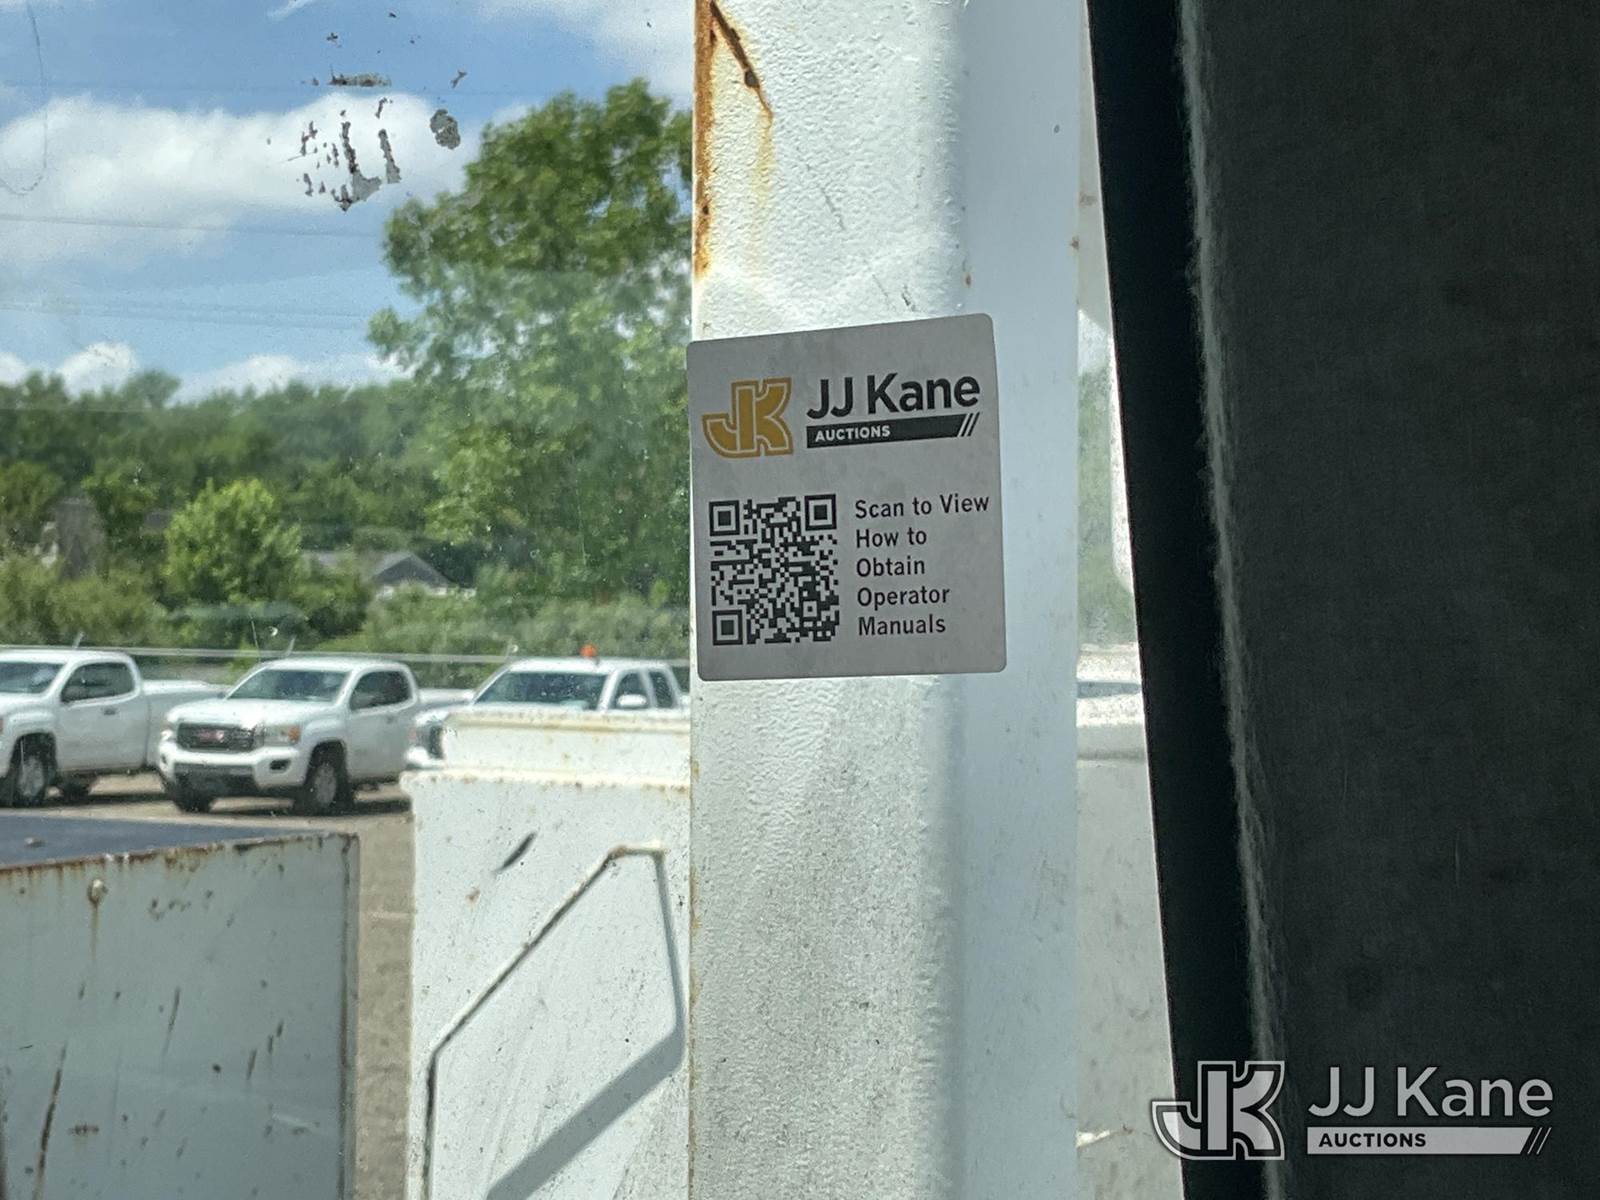 JK
JJ Kane
AUCTIONS
Scan to View
How to
Obtain
Operator
Manuals
JK
JJ Kane
AUCTIONS